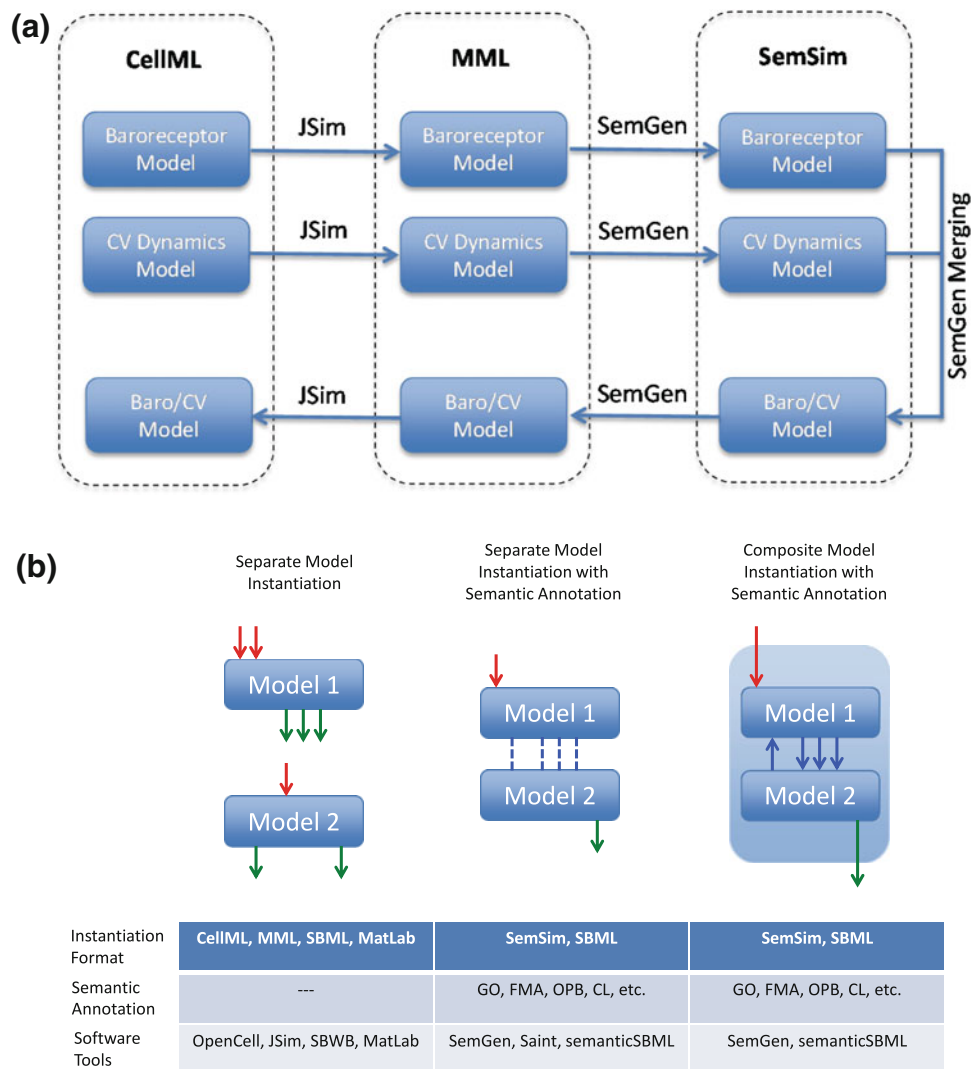 (a)
CellML
MML
SemSim
Baroreceptor
Model
JSim
Baroreceptor
Model
SemGen
Baroreceptor
Model
CV Dynamics
Model
JSim
CV Dynamics
Model
SemGen
CV Dynamics
Model
SemGen Merging
Baro/CV
Model
JSim
Baro/CV
Model
SemGen
Baro/CV
Model
(b)
Separate Model
Instantiation
Separate Model
Instantiation with
Semantic Annotation
Composite Model
Instantiation with
Semantic Annotation
Model 1
Model 2
Model 1
Model 2
Model 1
Model 2
Instantiation
Format
CellML, MML, SBML, MatLab
SemSim, SBML
SemSim, SBML
Semantic
Annotation
---
GO, FMA, OPB, CL, etc.
GO, FMA, OPB, CL, etc.
Software
Tools
OpenCell, JSim, SBWB, MatLab
SemGen, Saint, semanticSBML
SemGen, semanticSBML